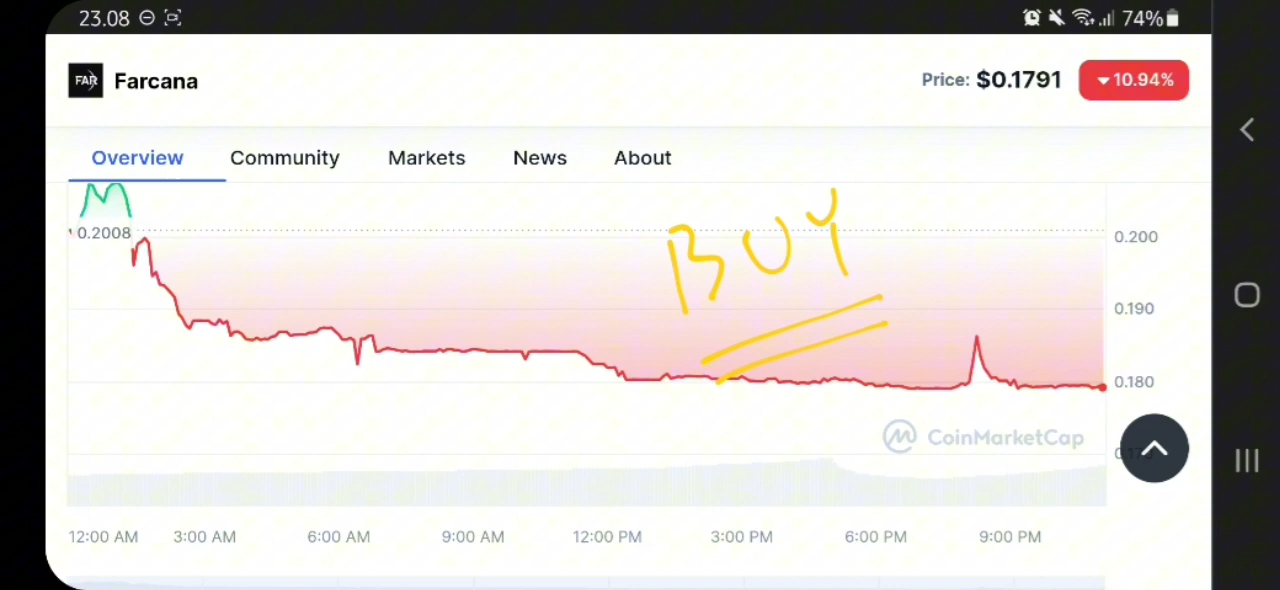 23.08 74%
FAR Farcana Price: $0.1791 10.94%
Overview Community Markets News About
BUY
0.2008 0.200
0.190
0.180
CoinMarketCap
12:00 AM 3:00 AM 6:00 AM 9:00 AM 12:00 PM 3:00 PM 6:00 PM 9:00 PM